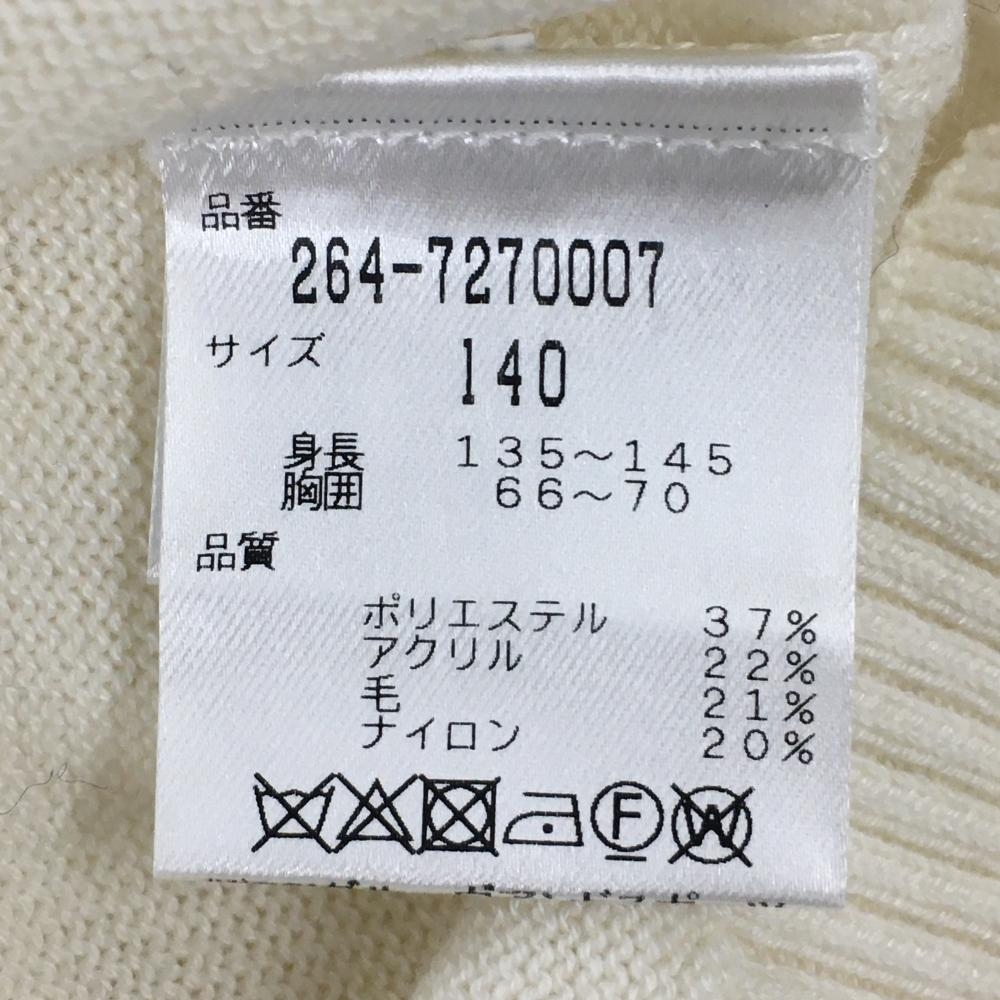 品番
264-7270007
サイズ 140
身長 135～145
胸囲 66～70
品質
ポリエステル 37%
アクリル 22%
毛 21%
ナイロン 20%
F W